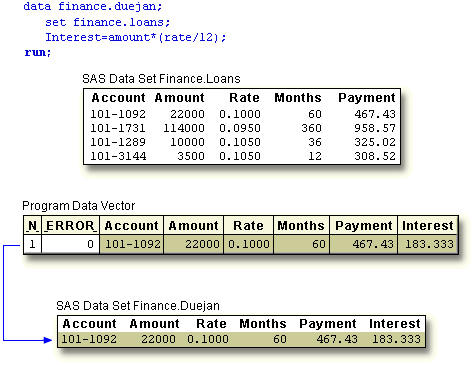 data finance.duejan;
set finance.loans;
Interest=amount*(rate/12);
run;
SAS Data Set Finance.Loans
Account Amount Rate Months Payment
101-1092 22000 0.1000 60 467.43
101-1731 114000 0.0950 360 958.57
101-1289 10000 0.1050 36 325.02
101-3144 3500 0.1050 12 308.52
Program Data Vector
_N_ _ERROR_ Account Amount Rate Months Payment Interest
1 0 101-1092 22000 0.1000 60 467.43 183.333
SAS Data Set Finance.Duejan
Account Amount Rate Months Payment Interest
101-1092 22000 0.1000 60 467.43 183.333